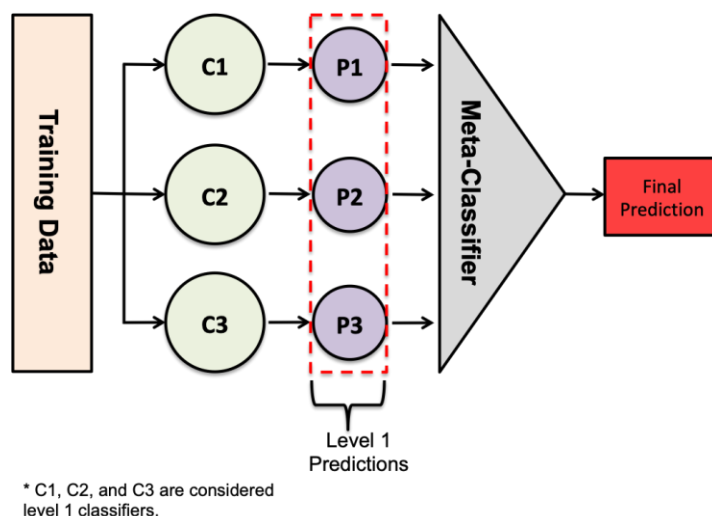 Training Data
C1
P1
C2
P2
C3
P3
Meta-Classifier
Final
Prediction
Level 1
Predictions
* C1, C2, and C3 are considered
level 1 classifiers.